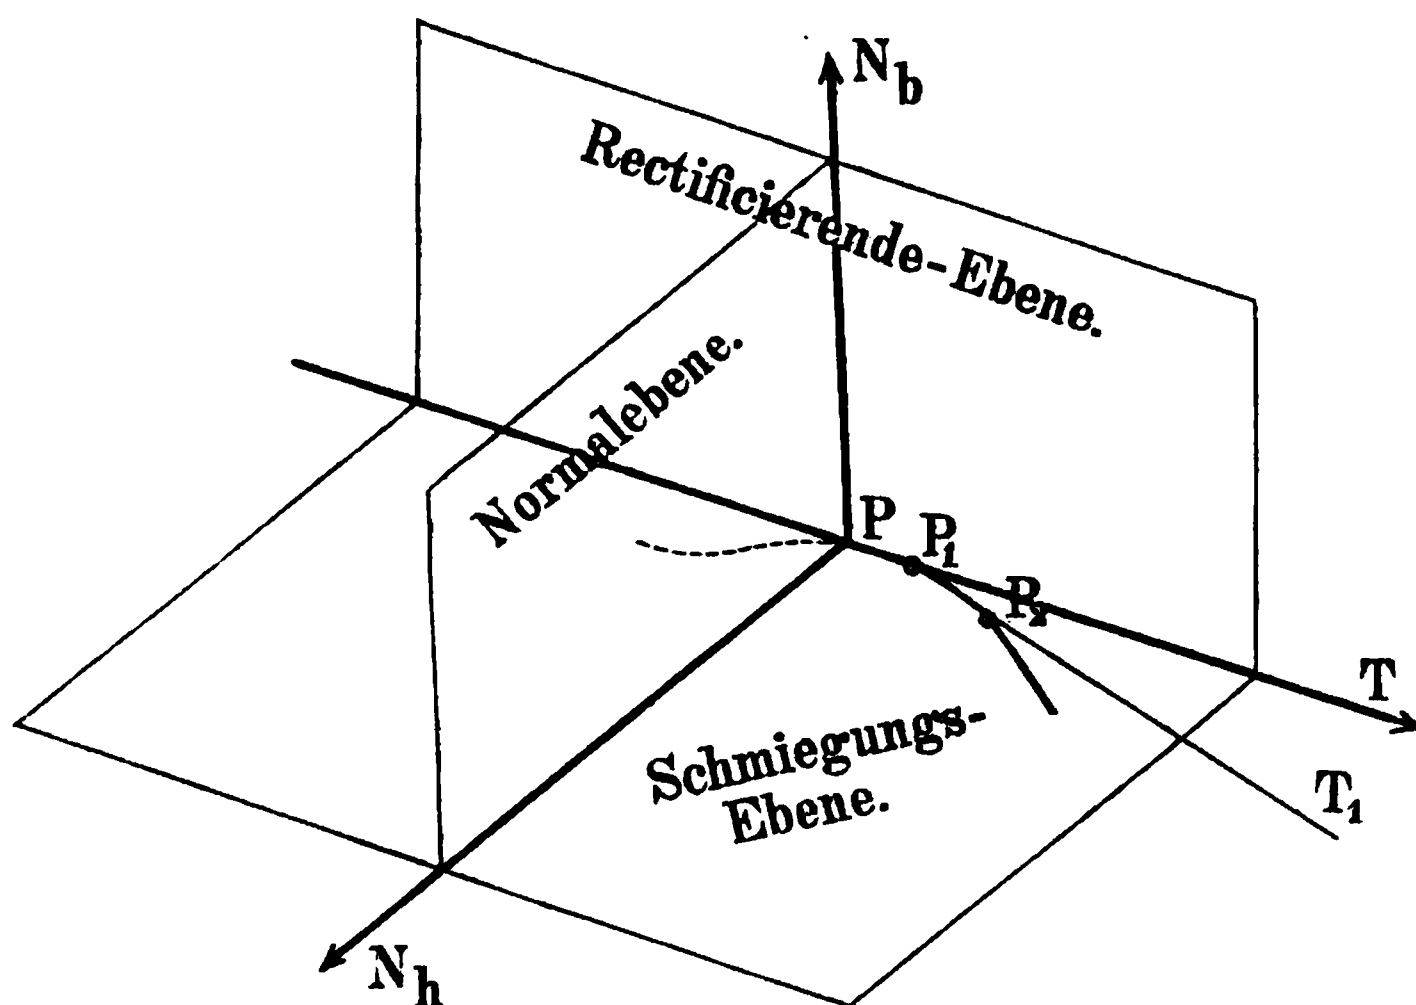 N_b
Rectificierende-Ebene.
Normalebene.
P
P_1
P_2
T
Schmiegungs-
Ebene.
T_1
N_h